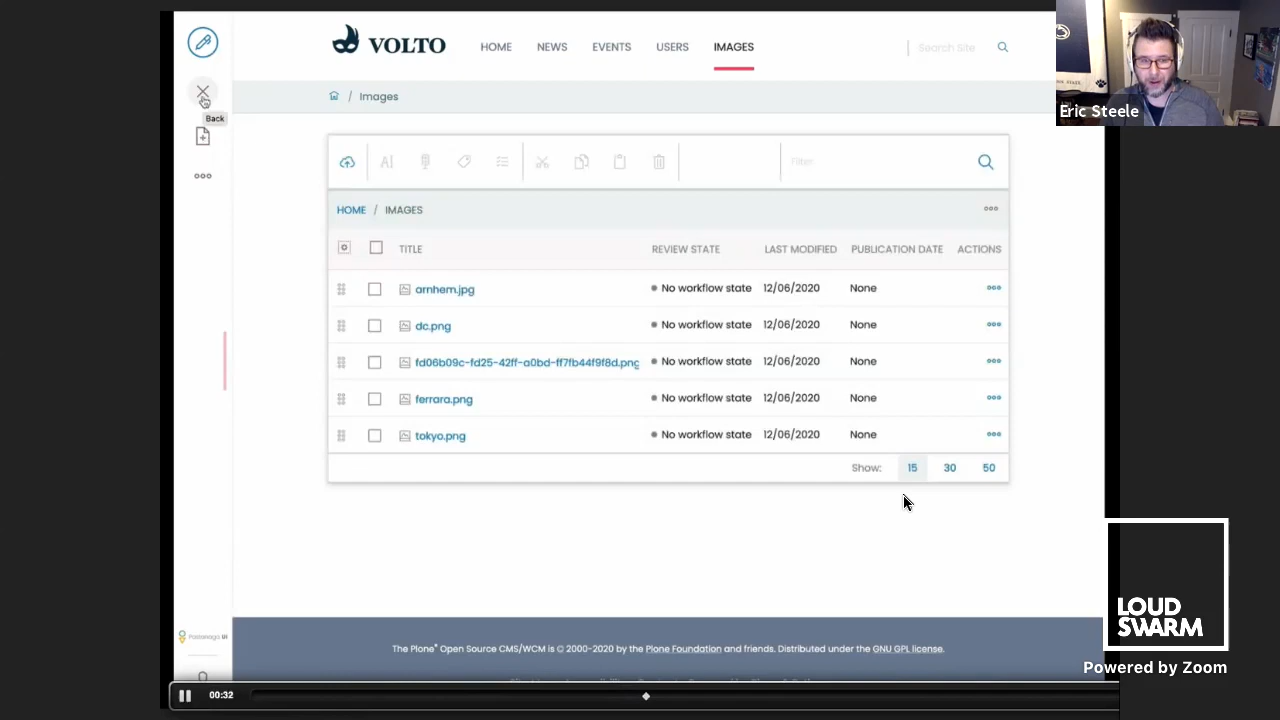 VOLTO
HOME NEWS EVENTS USERS IMAGES
Search Site
Eric Steele
Images
Back
Filter
HOME / IMAGES
TITLE REVIEW STATE LAST MODIFIED PUBLICATION DATE ACTIONS
arnhem.jpg No workflow state 12/06/2020 None
dc.png No workflow state 12/06/2020 None
fd06b09c-fd25-42ff-a0bd-ff7fb44f9f8d.png No workflow state 12/06/2020 None
ferrara.png No workflow state 12/06/2020 None
tokyo.png No workflow state 12/06/2020 None
Show: 15 30 50
LOUD
SWARM
Powered by Zoom
Pastanaga UI
The Plone® Open Source CMS/WCM is © 2000-2020 by the Plone Foundation and friends. Distributed under the GNU GPL license.
00:32